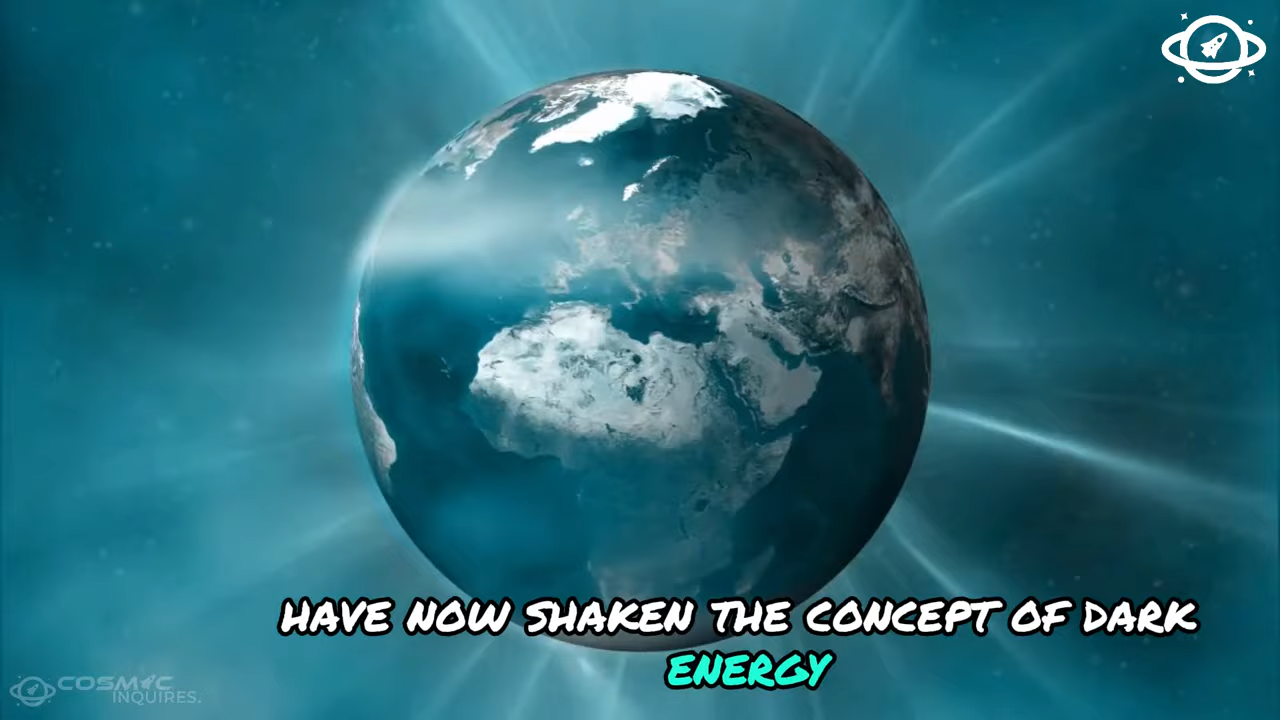 HAVE NOW SHAKEN THE CONCEPT OF DARK
ENERGY
COSMIC
INQUIRES.